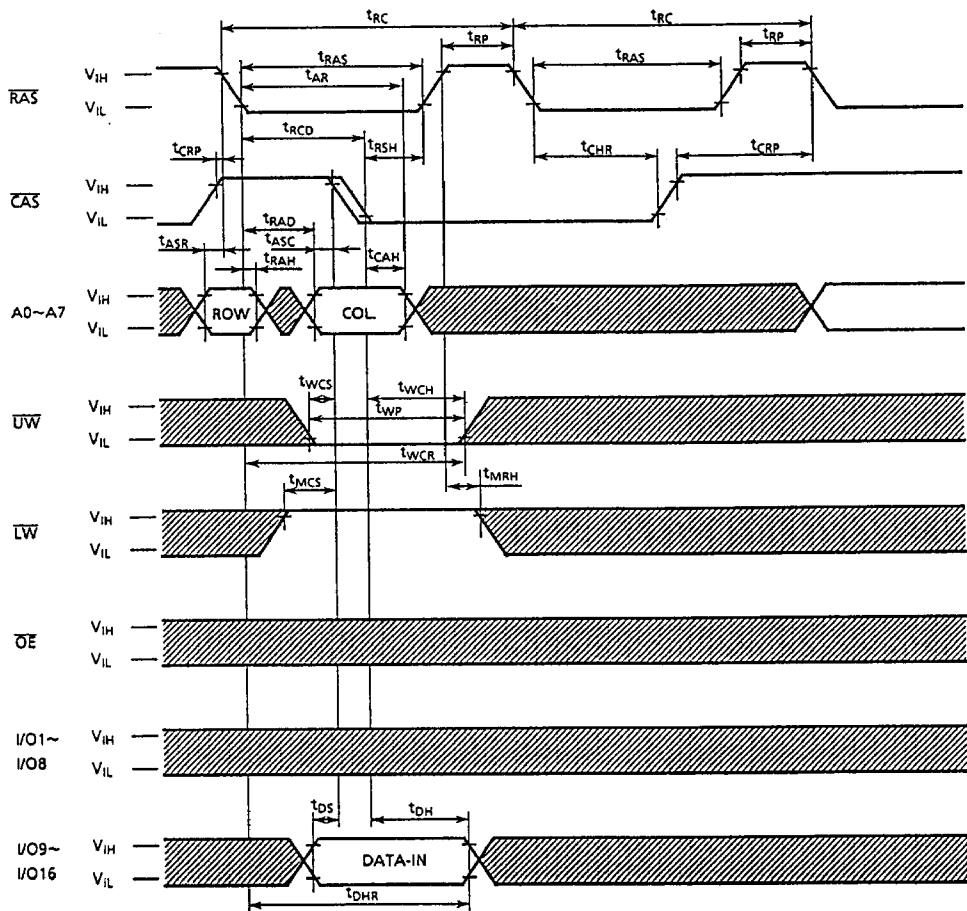 tRC tRC
tRP tRP
tRAS tRAS
tAR
RAS VIH
VIL
tRCD
tCRP tRSH tCHR tCRP
CAS VIH
VIL
tRAD
tASR tASC
tRAH tCAH
A0~A7 VIH
ROW COL.
VIL
tWCS tWCH
tWP
UW VIH
VIL
tWCR
tMCS tMRH
LW VIH
VIL
OE VIH
VIL
I/O1~ VIH
I/O8 VIL
tDS tDH
I/O9~ VIH
DATA-IN
I/O16 VIL
tDHR